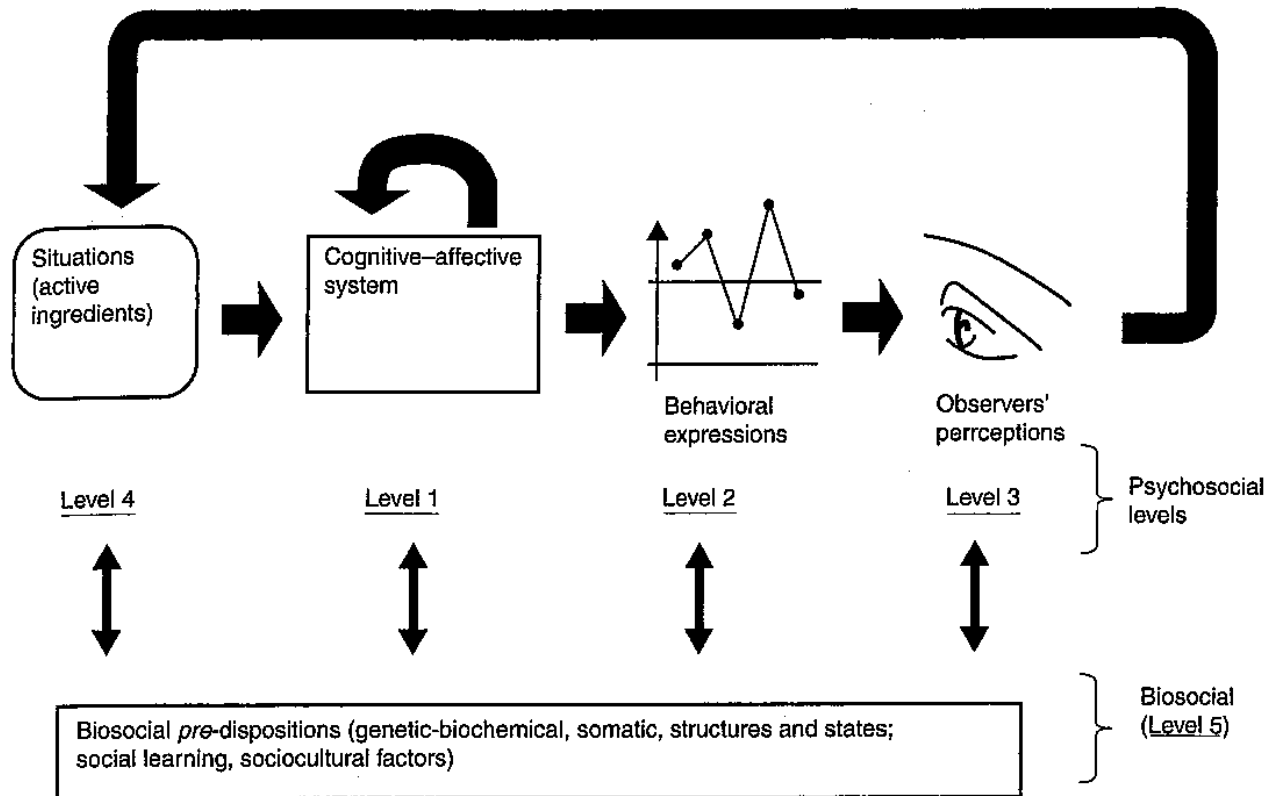 Situations
(active
ingredients)
Cognitive–affective
system
Behavioral
expressions
Observers'
perrceptions
Level 4
Level 1
Level 2
Level 3
Psychosocial
levels
Biosocial pre-dispositions (genetic-biochemical, somatic, structures and states;
social learning, sociocultural factors)
Biosocial
(Level 5)